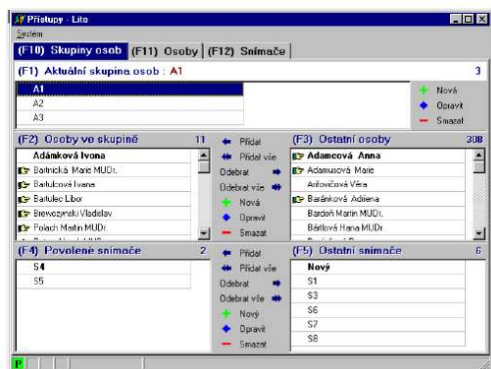 Přístupy - Lite
Systém
(F10) Skupiny osob (F11) Osoby (F12) Snímače
(F1) Aktuální skupina osob : A1 3
A1
A2
A3
Nová
Opravit
Smazat
(F2) Osoby ve skupině 11
Adámková Ivona
Baitnická Marie MUDr.
Bartulcová Ivana
Bartulec Libor
Brewozynski Vladislav
Polach Martin MUDr.
Přidat
Přidat vše
Odebrat
Odebrat vše
Nová
Opravit
Smazat
(F3) Ostatní osoby 308
Adamcová Anna
Adamusová Marie
Antovičová Věra
Baránková Adriena
Bardoň Martin MUDr.
Bártlová Hana MUDr.
(F4) Povolené snímače 2
S4
S5
Přidat
Přidat vše
Odebrat
Odebrat vše
Nový
Opravit
Smazat
(F5) Ostatní snímače 6
Nový
S1
S3
S6
S7
S8
P